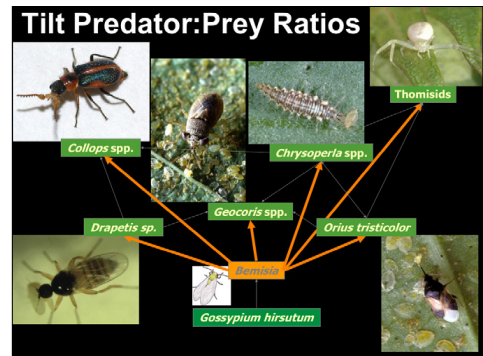 Tilt Predator:Prey Ratios
Thomisids
Collops spp.
Chrysoperla spp.
Drapetis sp.
Geocoris spp.
Orius tristicolor
Bemisia
Gossypium hirsutum